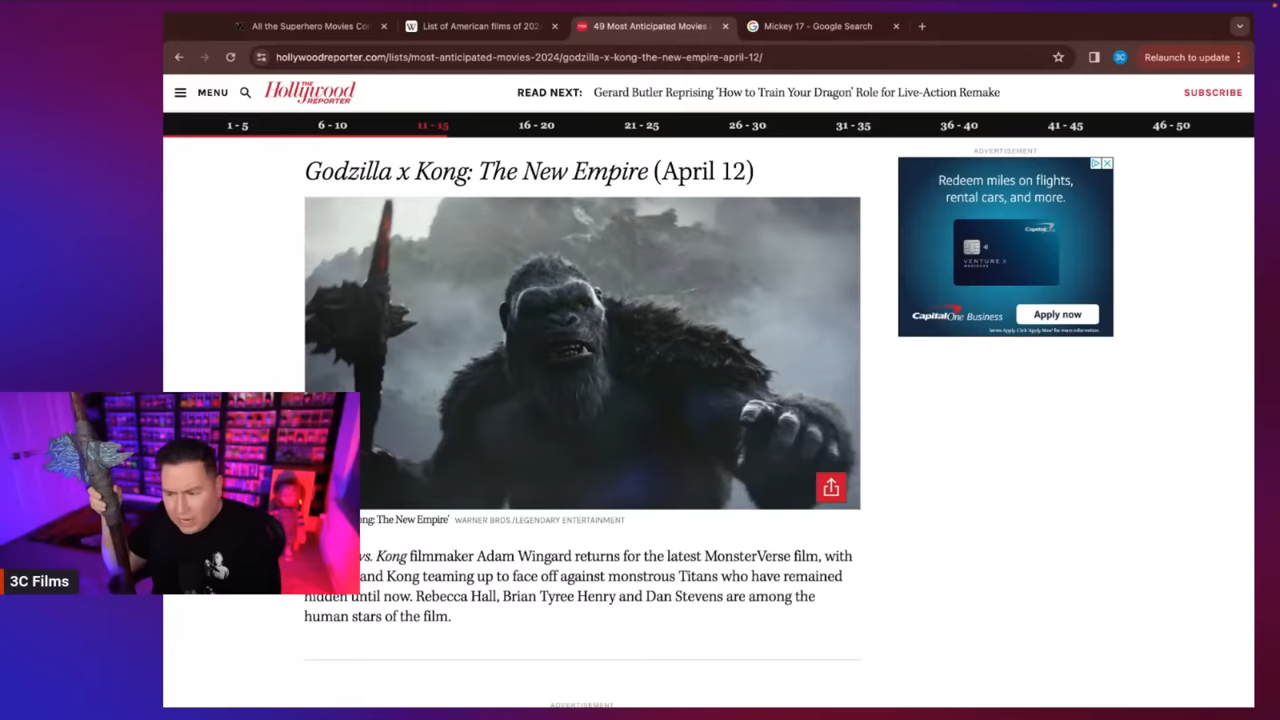 All the Superhero Movies Co
List of American films of 202
49 Most Anticipated Movies
Mickey 17 - Google Search
hollywoodreporter.com/lists/most-anticipated-movies-2024/godzilla-x-kong-the-new-empire-april-12/
3C
Relaunch to update
MENU
THE
Hollywood
REPORTER
READ NEXT: Gerard Butler Reprising 'How to Train Your Dragon' Role for Live-Action Remake
SUBSCRIBE
1 - 5
6 - 10
11 - 15
16 - 20
21 - 25
26 - 30
31 - 35
36 - 40
41 - 45
46 - 50
Godzilla x Kong: The New Empire (April 12)
ADVERTISEMENT
Redeem miles on flights,
rental cars, and more.
Capital One
VENTURE X
BUSINESS
Capital One Business
Apply now
ong: The New Empire' WARNER BROS./LEGENDARY ENTERTAINMENT
vs. Kong filmmaker Adam Wingard returns for the latest MonsterVerse film, with
and Kong teaming up to face off against monstrous Titans who have remained
hidden until now. Rebecca Hall, Brian Tyree Henry and Dan Stevens are among the
human stars of the film.
3C Films
ADVERTISEMENT